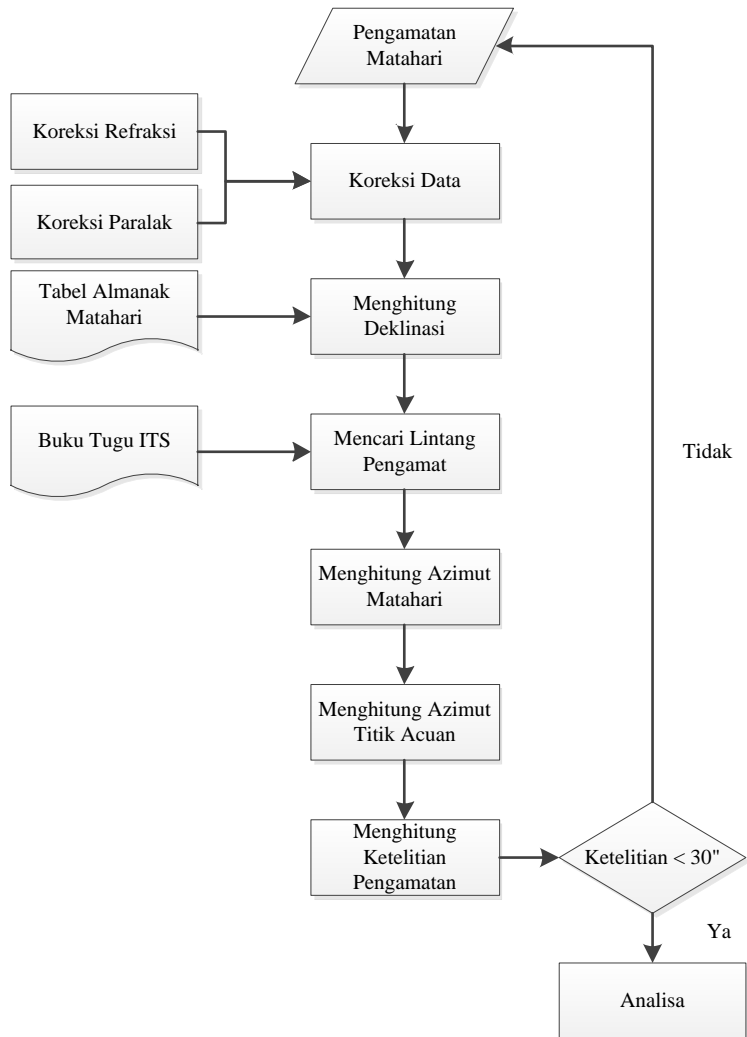 Pengamatan
Matahari
Koreksi Refraksi
Koreksi Data
Koreksi Paralak
Tabel Almanak
Matahari
Menghitung
Deklinasi
Buku Tugu ITS
Mencari Lintang
Pengamat
Tidak
Menghitung Azimut
Matahari
Menghitung Azimut
Titik Acuan
Menghitung
Ketelitian
Pengamatan
Ketelitian < 30"
Ya
Analisa